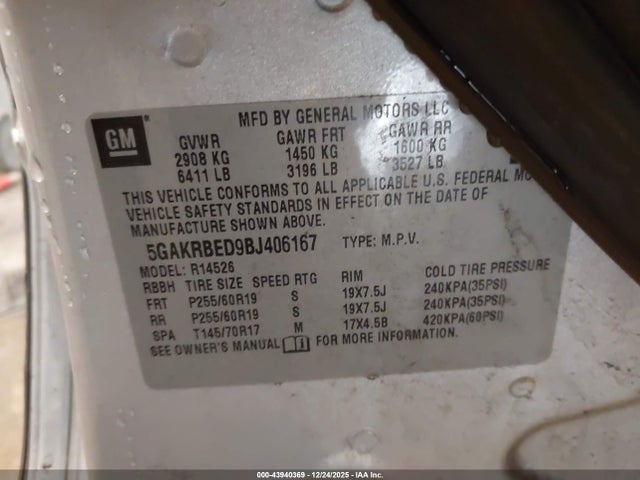 MFD BY GENERAL MOTORS LLC
GM
GVWR GAWR FRT GAWR RR
2908 KG 1450 KG 1600 KG
6411 LB 3196 LB 3527 LB
THIS VEHICLE CONFORMS TO ALL APPLICABLE U.S. FEDERAL
VEHICLE SAFETY STANDARDS IN EFFECT ON THE DATE OF
MANUFACTURE SHOWN ABOVE.
5GAKRBED9BJ406167 TYPE: M.P.V.
MODEL: R14526
RBBH TIRE SIZE SPEED RTG RIM COLD TIRE PRESSURE
FRT P255/60R19 S 19X7.5J 240KPA(35PSI)
RR P255/60R19 S 19X7.5J 240KPA(35PSI)
SPA T145/70R17 M 17X4.5B 420KPA(60PSI)
SEE OWNER'S MANUAL FOR MORE INFORMATION.
000-43940369 - 12/24/2025 - IAA Inc.